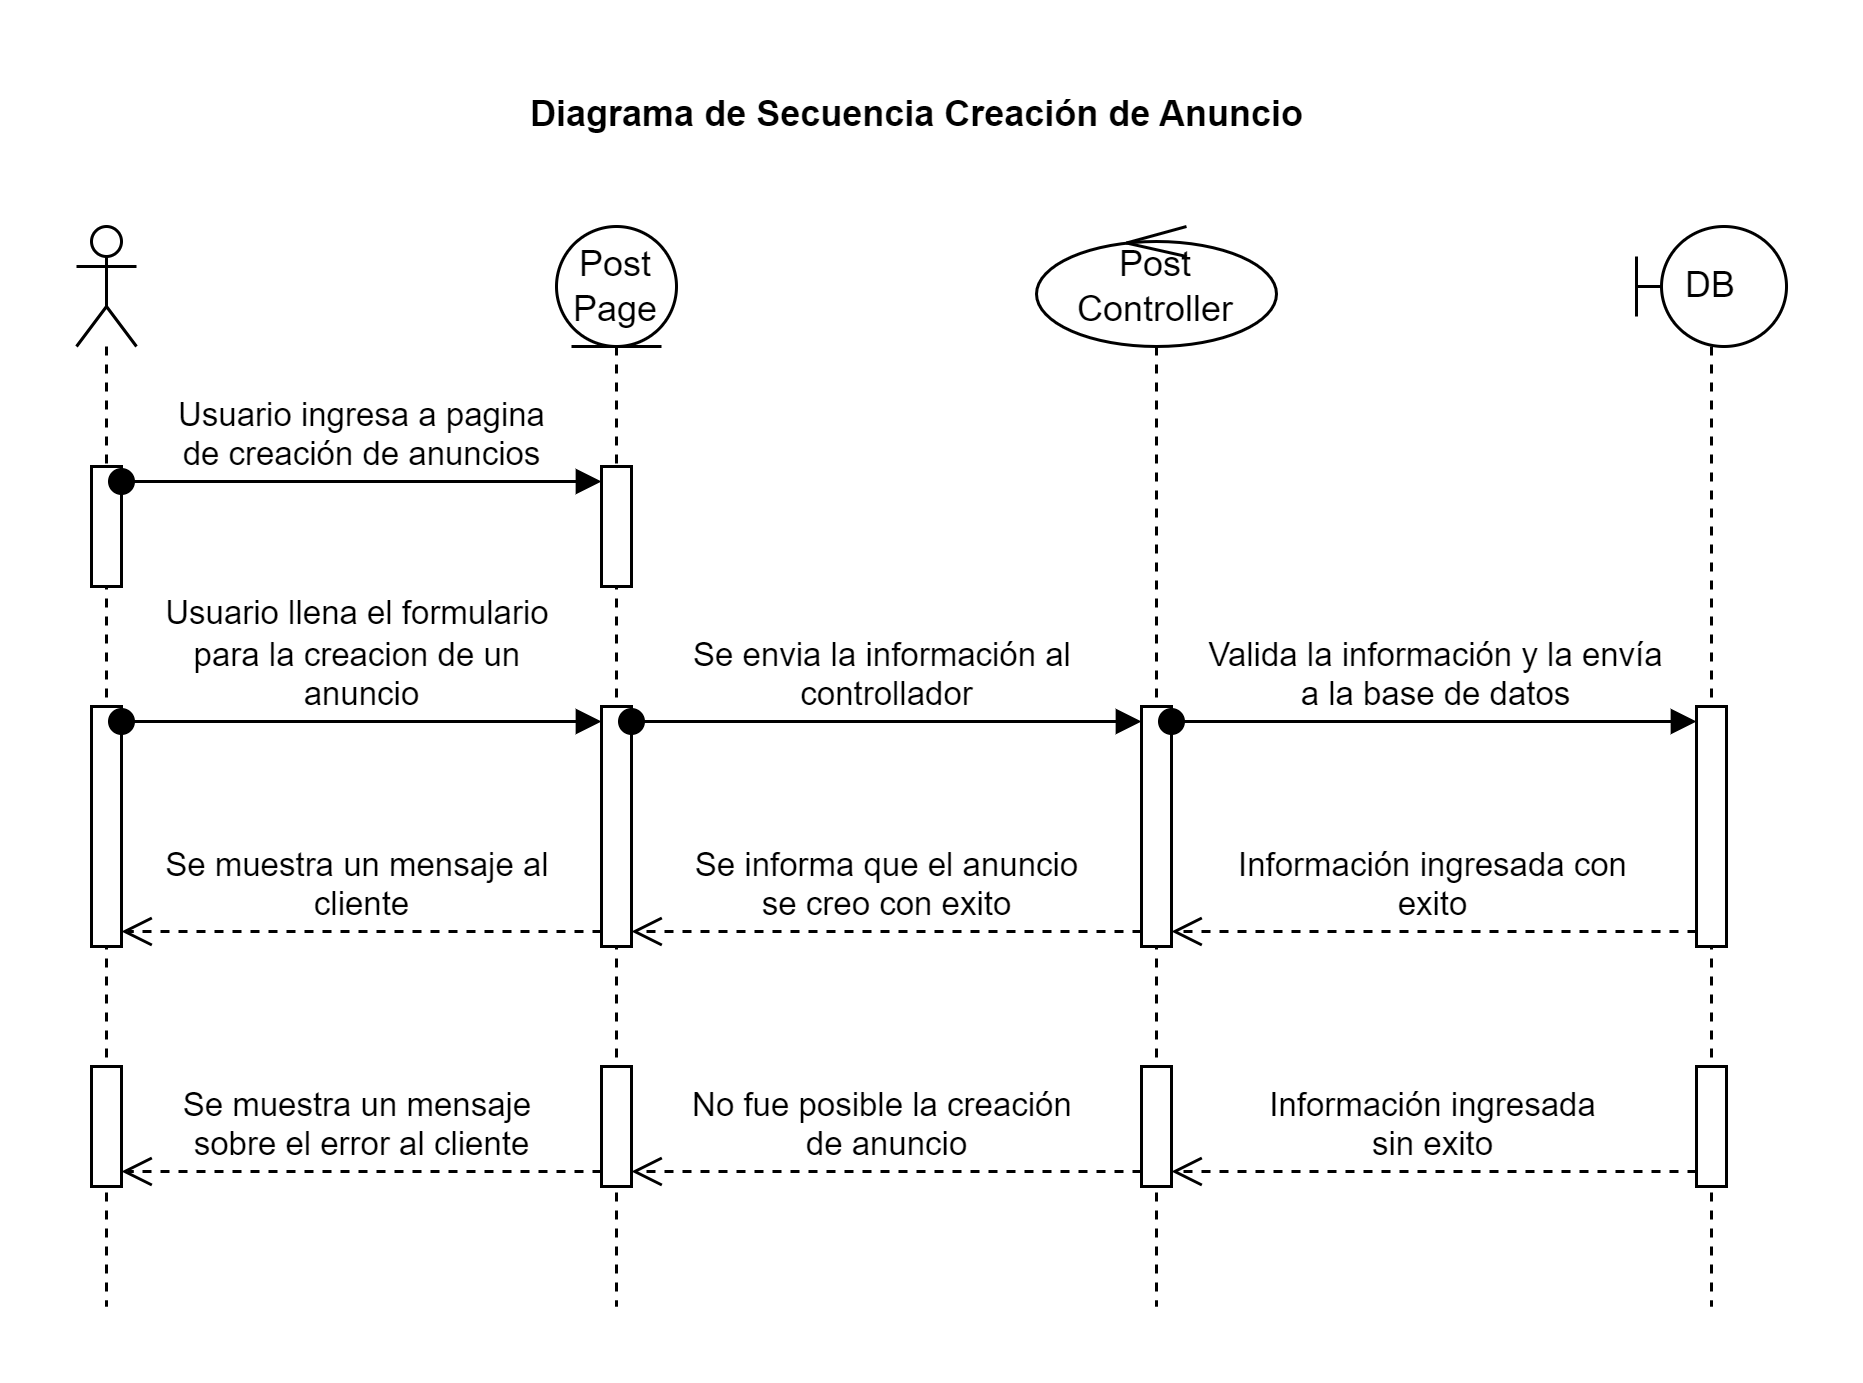 Diagrama de Secuencia Creación de Anuncio
Post
Page
Post
Controller
DB
Usuario ingresa a pagina
de creación de anuncios
Usuario llena el formulario
para la creacion de un
anuncio
Se envia la información al
controllador
Valida la información y la envía
a la base de datos
Se muestra un mensaje al
cliente
Se informa que el anuncio
se creo con exito
Información ingresada con
exito
Se muestra un mensaje
sobre el error al cliente
No fue posible la creación
de anuncio
Información ingresada
sin exito